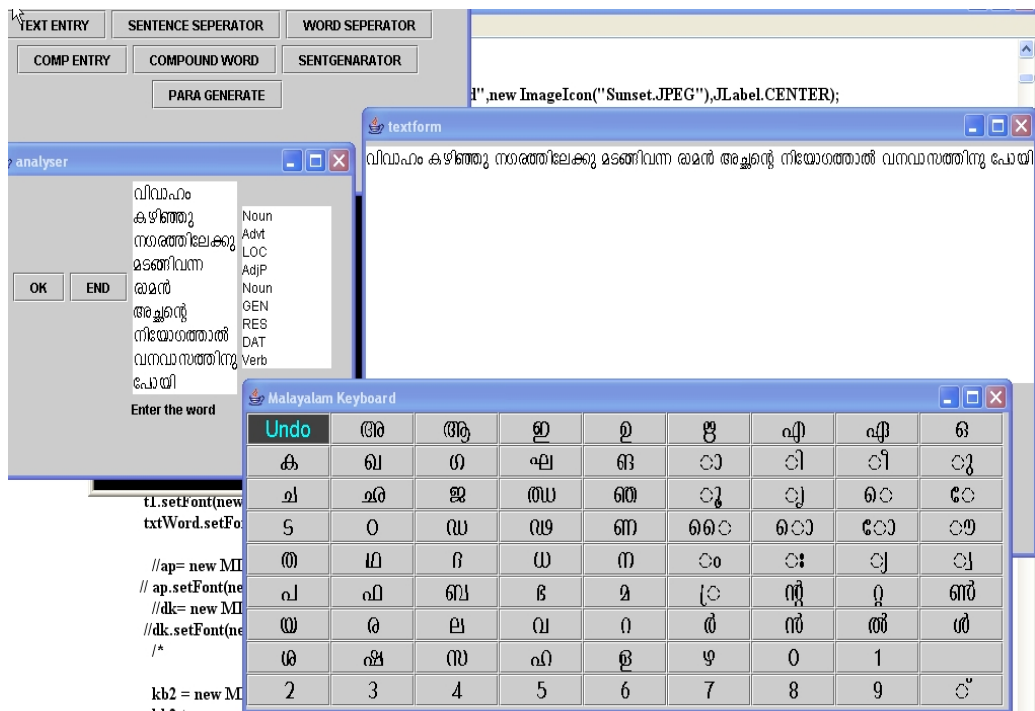 TEXT ENTRY SENTENCE SEPERATOR WORD SEPERATOR
COMP ENTRY COMPOUND WORD SENTGENARATOR
PARA GENERATE
d",new ImageIcon("Sunset.JPEG"),JLabel.CENTER);
textform
വിവാഹം കഴിഞ്ഞു നഗരത്തിലേക്കു മടങ്ങിവന്ന രാമൻ അച്ഛന്റെ നിയോഗത്താൽ വനവാസത്തിനു പോയി
analyser
വിവാഹം
കഴിഞ്ഞു
നഗരത്തിലേക്കു
മടങ്ങിവന്ന
രാമൻ
അച്ഛന്റെ
നിയോഗത്താൽ
വനവാസത്തിനു
പോയി
Noun
Advt
LOC
AdjP
Noun
GEN
RES
DAT
Verb
OK END
Enter the word
Malayalam Keyboard
Undo അ ആ ഇ ഉ ഋ എ ഏ ഒ
ക ഖ ഗ ഘ ങ ാ ി ീ ു
ച ഛ ജ ഝ ഞ ൂ ൃ െ േ
ട ഠ ഡ ഢ ണ ൈ ൊ ോ ൗ
ത ഥ ദ ധ ന ം ഃ ്യ ്വ
പ ഫ ബ ഭ മ ്ര ന്റ റ്റ ൺ
യ ര ല വ റ ർ ൻ ൽ ൾ
ശ ഷ സ ഹ ള ഴ 0 1
2 3 4 5 6 7 8 9 ്
t1.setFont(new
txtWord.setFo
//ap= new MI
// ap.setFont(ne
//dk= new MI
//dk.setFont(ne
/*
kb2 = new M